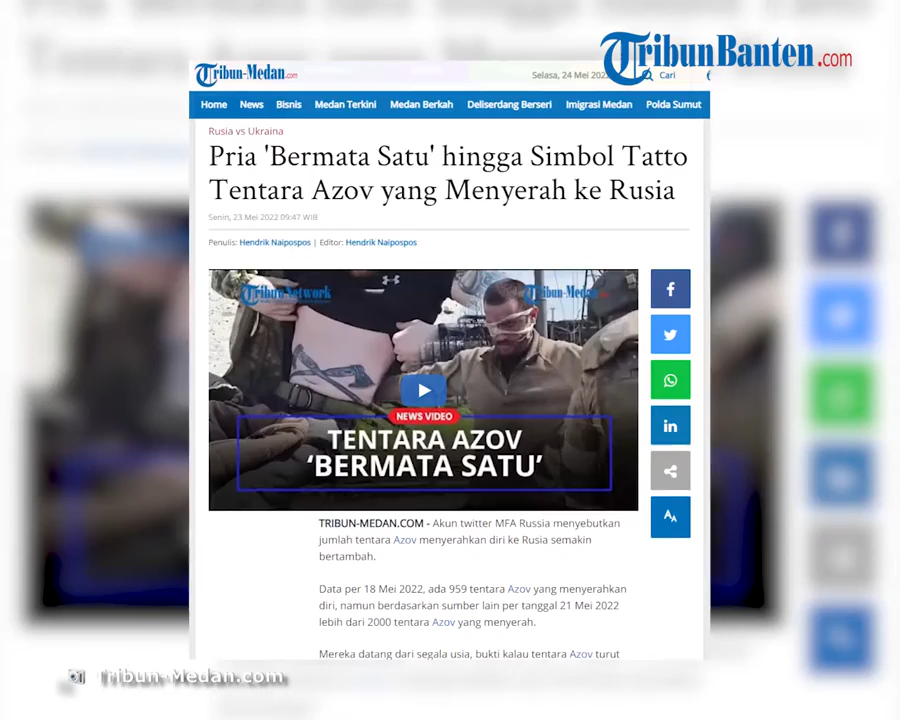 TribunBanten.com
Tribun-Medan.com
Selasa, 24 Mei 202
Cari
Home News Bisnis Medan Terkini Medan Berkah Deliserdang Berseri Imigrasi Medan Polda Sumut
Rusia vs Ukraina
Pria 'Bermata Satu' hingga Simbol Tatto
Tentara Azov yang Menyerah ke Rusia
Senin, 23 Mei 2022 09:47 WIB
Penulis: Hendrik Naipospos | Editor: Hendrik Naipospos
Tribun Network
Tribun-Medan
NEWS VIDEO
TENTARA AZOV
'BERMATA SATU'
TRIBUN-MEDAN.COM - Akun twitter MFA Russia menyebutkan
jumlah tentara Azov menyerahkan diri ke Rusia semakin
bertambah.
Data per 18 Mei 2022, ada 959 tentara Azov yang menyerahkan
diri, namun berdasarkan sumber lain per tanggal 21 Mei 2022
lebih dari 2000 tentara Azov yang menyerah.
Mereka datang dari segala usia, bukti kalau tentara Azov turut
Tribun-Medan.com